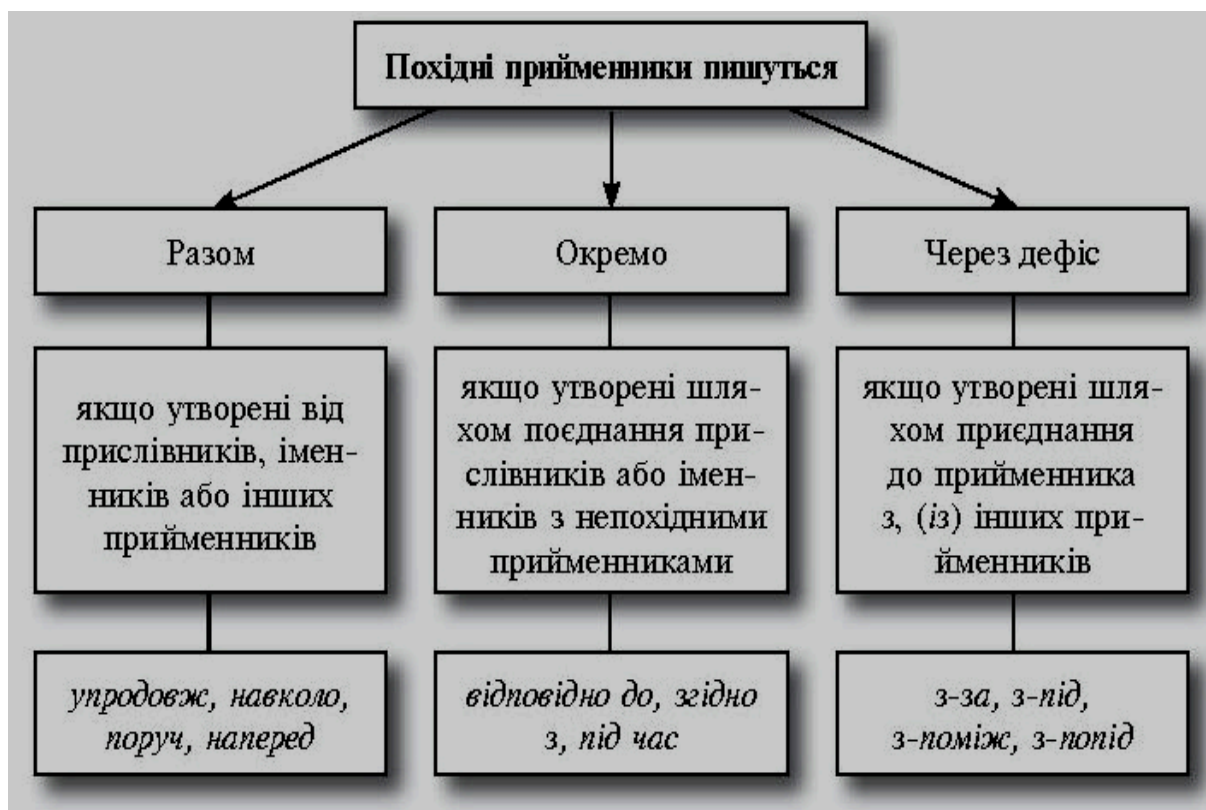 Похідні прийменники пишуться
Разом
Окремо
Через дефіс
якщо утворені від
прислівників, імен-
ників або інших
прийменників
якщо утворені шля-
хом поєднання при-
слівників або імен-
ників з непохідними
прийменниками
якщо утворені шля-
хом приєднання
до прийменника
з, (із) інших при-
йменників
упродовж, навколо,
поруч, наперед
відповідно до, згідно
з, під час
з-за, з-під,
з-поміж, з-попід